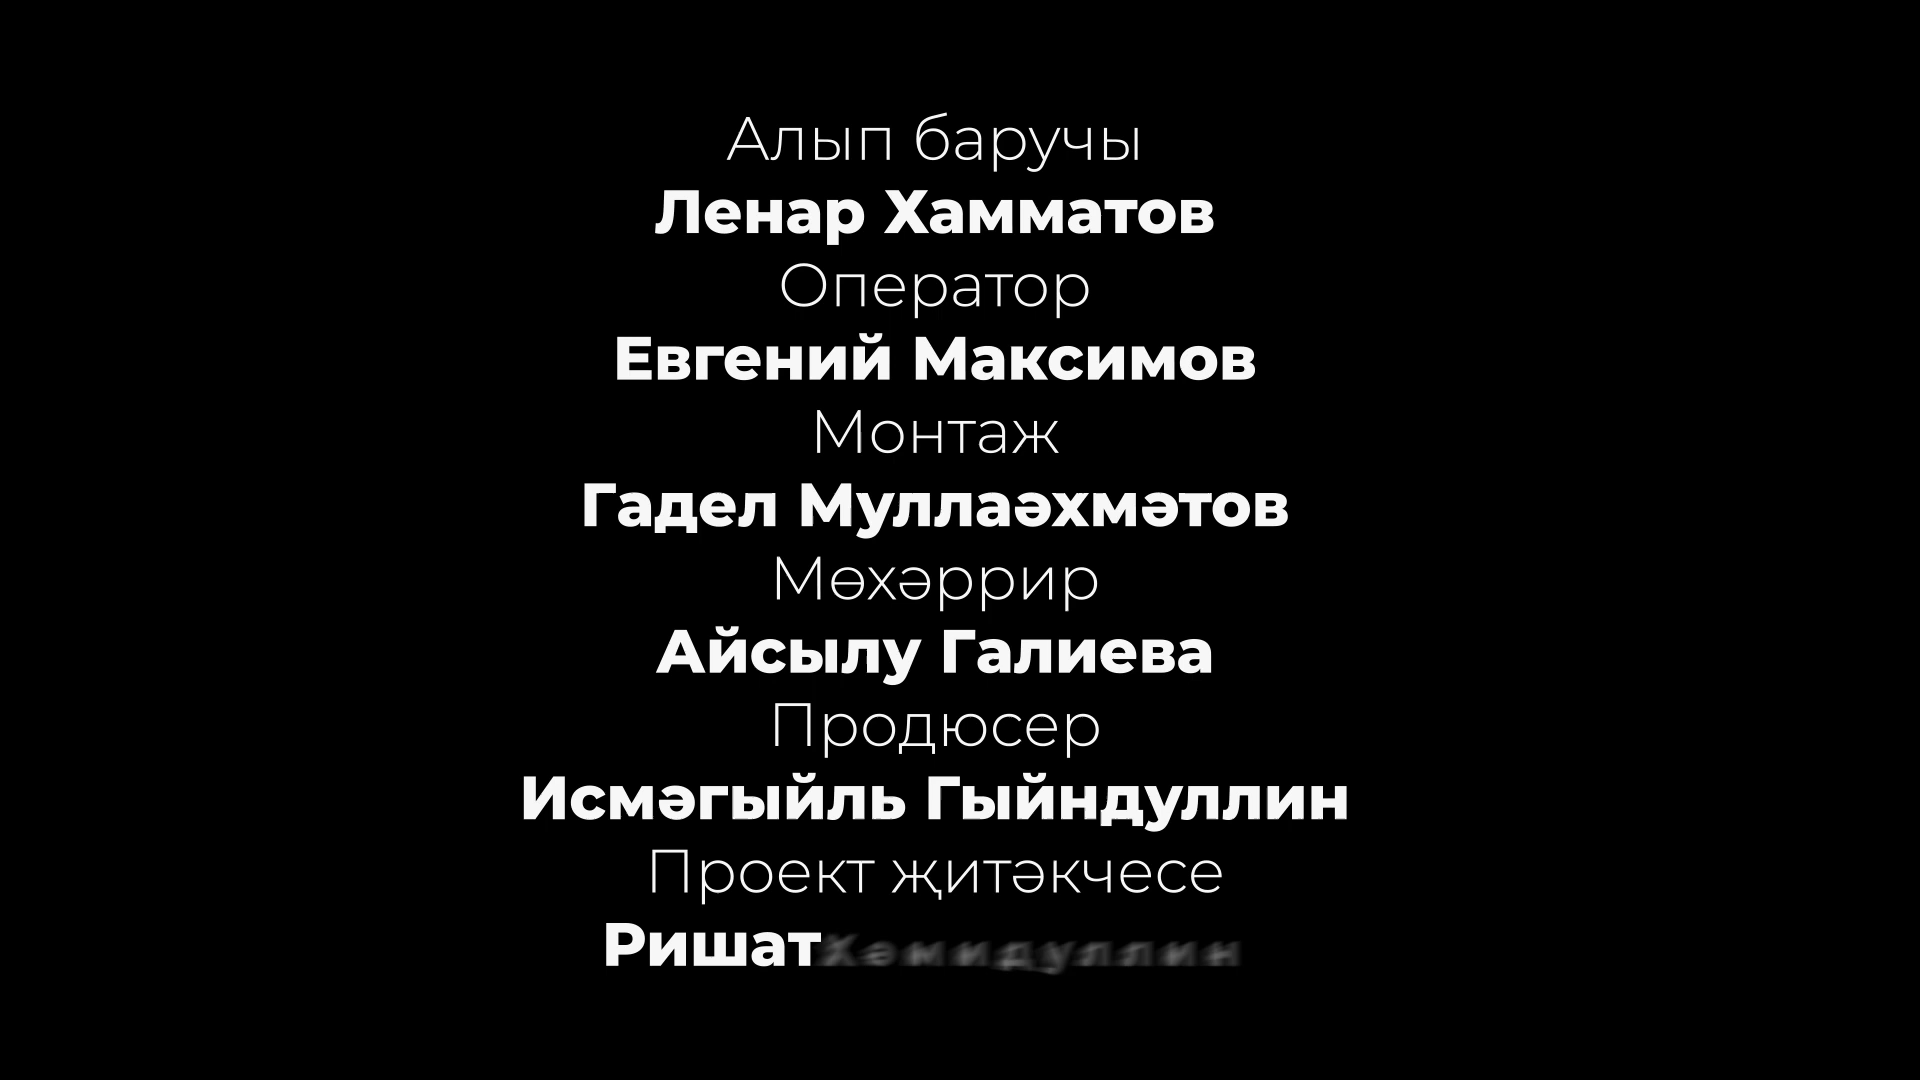 Алып баручы
Ленар Хамматов
Оператор
Евгений Максимов
Монтаж
Гадел Муллаәхмәтов
Мөхәррир
Айсылу Галиева
Продюсер
Исмәгыйль Гыйндуллин
Проект җитәкчесе
Ришат Хәмидуллин